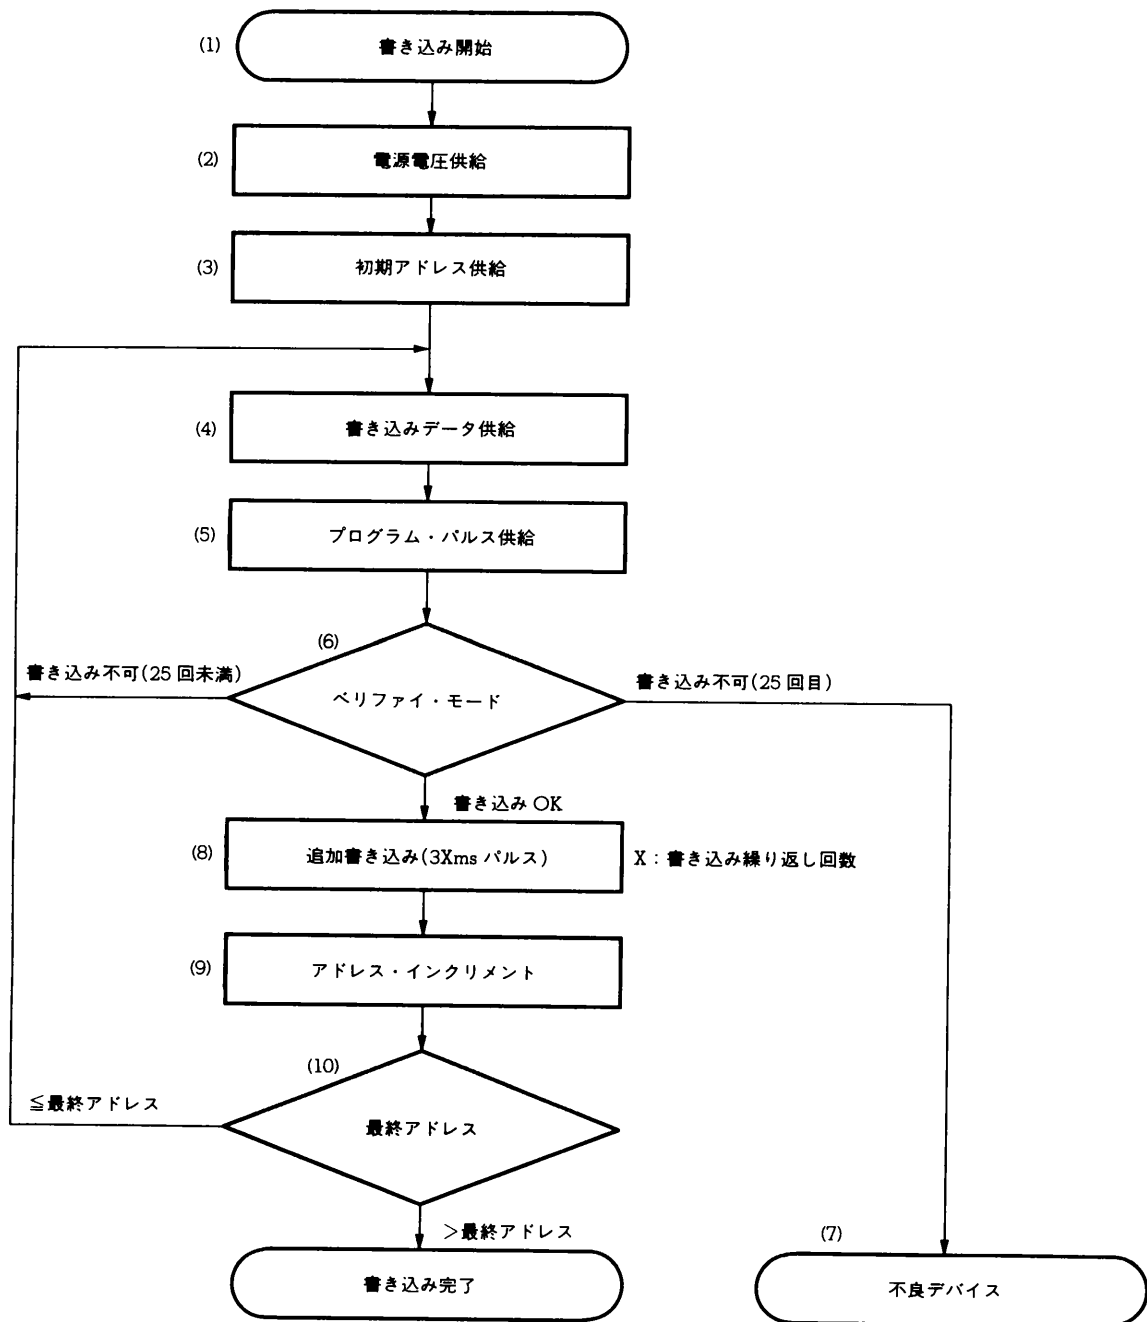 (1) 書き込み開始
(2) 電源電圧供給
(3) 初期アドレス供給
(4) 書き込みデータ供給
(5) プログラム・パルス供給
(6)
書き込み不可(25回未満)
ベリファイ・モード
書き込み不可(25回目)
書き込みOK
(8) 追加書き込み(3Xmsパルス) X:書き込み繰り返し回数
(9) アドレス・インクリメント
(10)
≦最終アドレス
最終アドレス
>最終アドレス
書き込み完了
(7)
不良デバイス